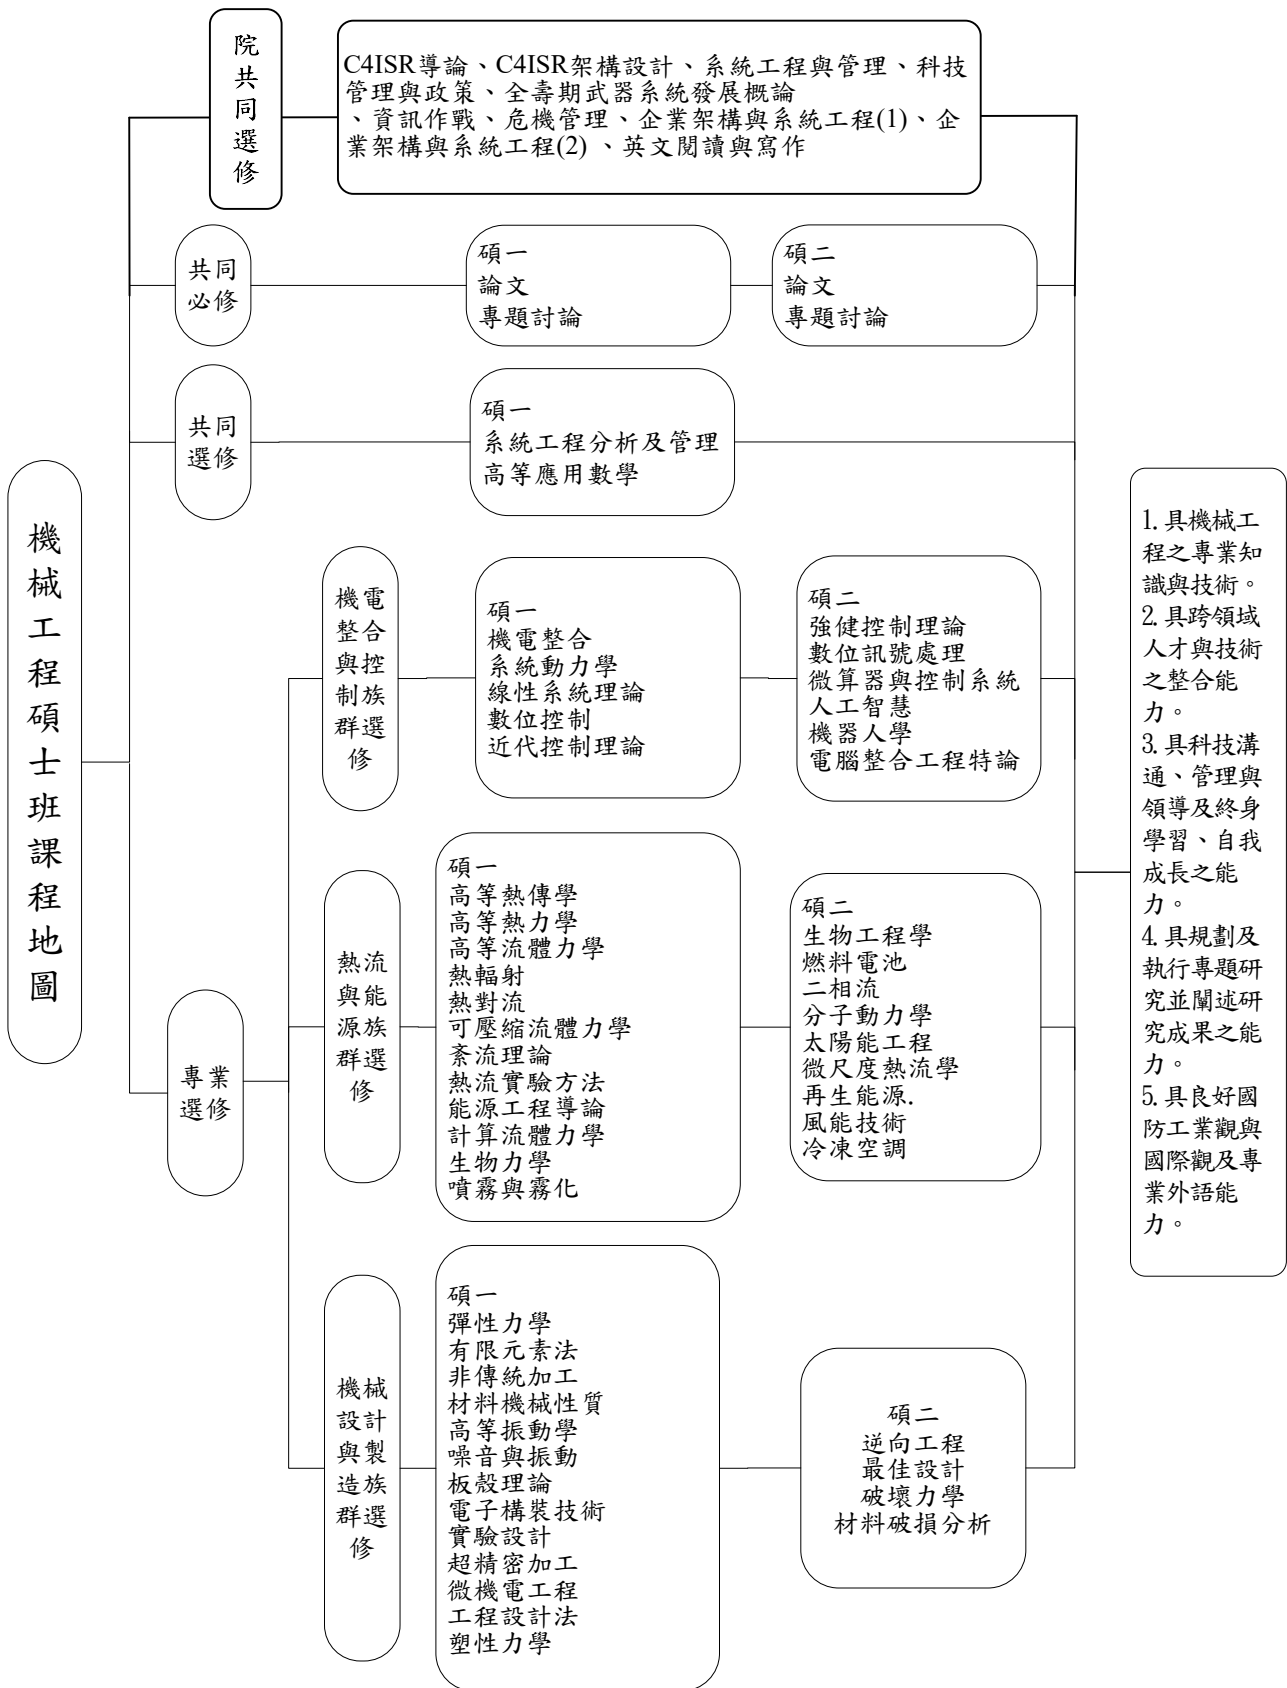 院
共
同
選
修
C4ISR導論、C4ISR架構設計、系統工程與管理、科技
管理與政策、全壽期武器系統發展概論
、資訊作戰、危機管理、企業架構與系統工程(1)、企
業架構與系統工程(2) 、英文閱讀與寫作
共同
必修
碩一
論文
專題討論
碩二
論文
專題討論
共同
選修
碩一
系統工程分析及管理
高等應用數學
機
械
工
程
碩
士
班
課
程
地
圖
專業
選修
機電
整合
與控
制族
群選
修
碩一
機電整合
系統動力學
線性系統理論
數位控制
近代控制理論
碩二
強健控制理論
數位訊號處理
微算器與控制系統
人工智慧
機器人學
電腦整合工程特論
熱流
與能
源族
群選
修
碩一
高等熱傳學
高等熱力學
高等流體力學
熱輻射
熱對流
可壓縮流體力學
紊流理論
熱流實驗方法
能源工程導論
計算流體力學
生物力學
噴霧與霧化
碩二
生物工程學
燃料電池
二相流
分子動力學
太陽能工程
微尺度熱流學
再生能源.
風能技術
冷凍空調
機械
設計
與製
造族
群選
修
碩一
彈性力學
有限元素法
非傳統加工
材料機械性質
高等振動學
噪音與振動
板殼理論
電子構裝技術
實驗設計
超精密加工
微機電工程
工程設計法
塑性力學
碩二
逆向工程
最佳設計
破壞力學
材料破損分析
1.具機械工
程之專業知
識與技術。
2.具跨領域
人才與技術
之整合能
力。
3.具科技溝
通、管理與
領導及終身
學習、自我
成長之能
力。
4.具規劃及
執行專題研
究並闡述研
究成果之能
力。
5.具良好國
防工業觀與
國際觀及專
業外語能
力。